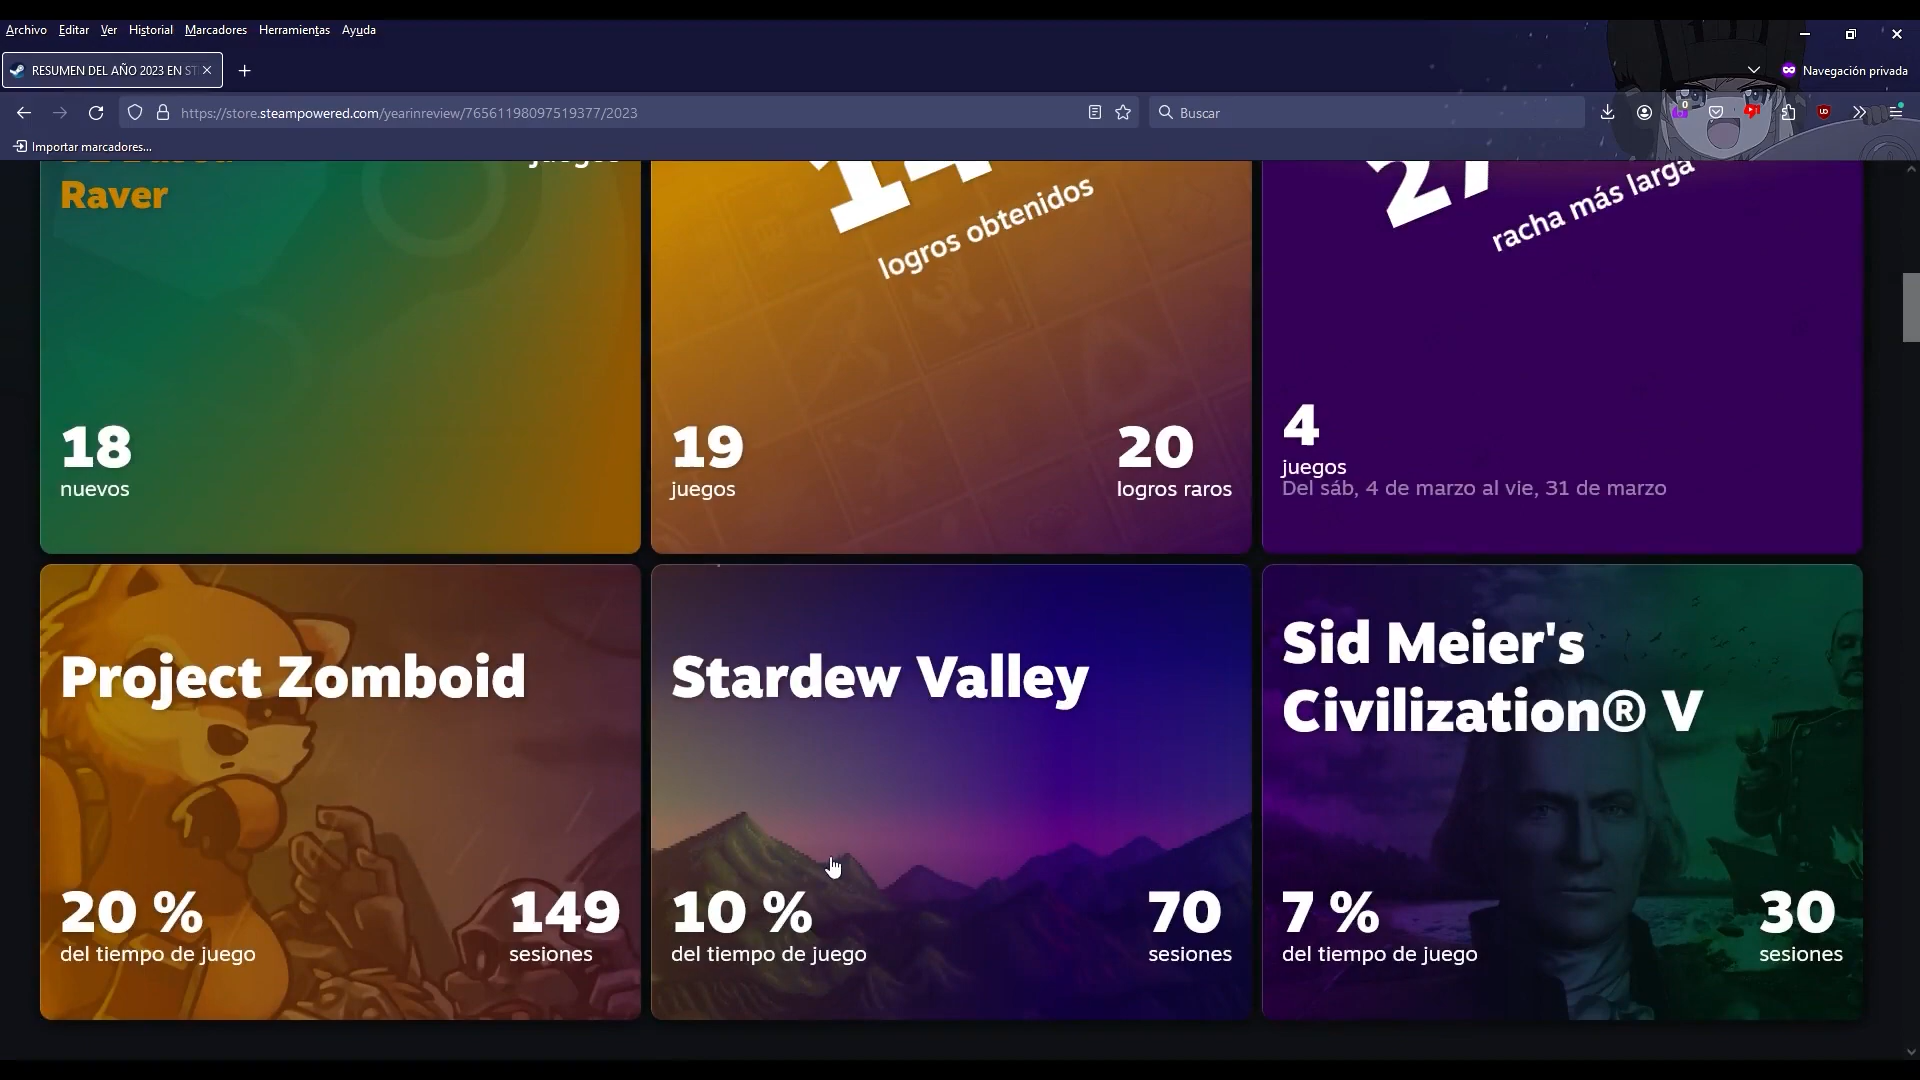 Archivo Editar Ver Historial Marcadores Herramientas Ayuda
RESUMEN DEL AÑO 2023 EN ST
Navegación privada
https://store.steampowered.com/yearinreview/76561198097519377/2023
Buscar
0
Importar marcadores...
Raver
juegos
logros obtenidos
27
racha más larga
18
nuevos
19
juegos
20
logros raros
4
juegos
Del sáb, 4 de marzo al vie, 31 de marzo
Project Zomboid
20 %
del tiempo de juego
149
sesiones
Stardew Valley
10 %
del tiempo de juego
70
sesiones
Sid Meier's
Civilization® V
7 %
del tiempo de juego
30
sesiones